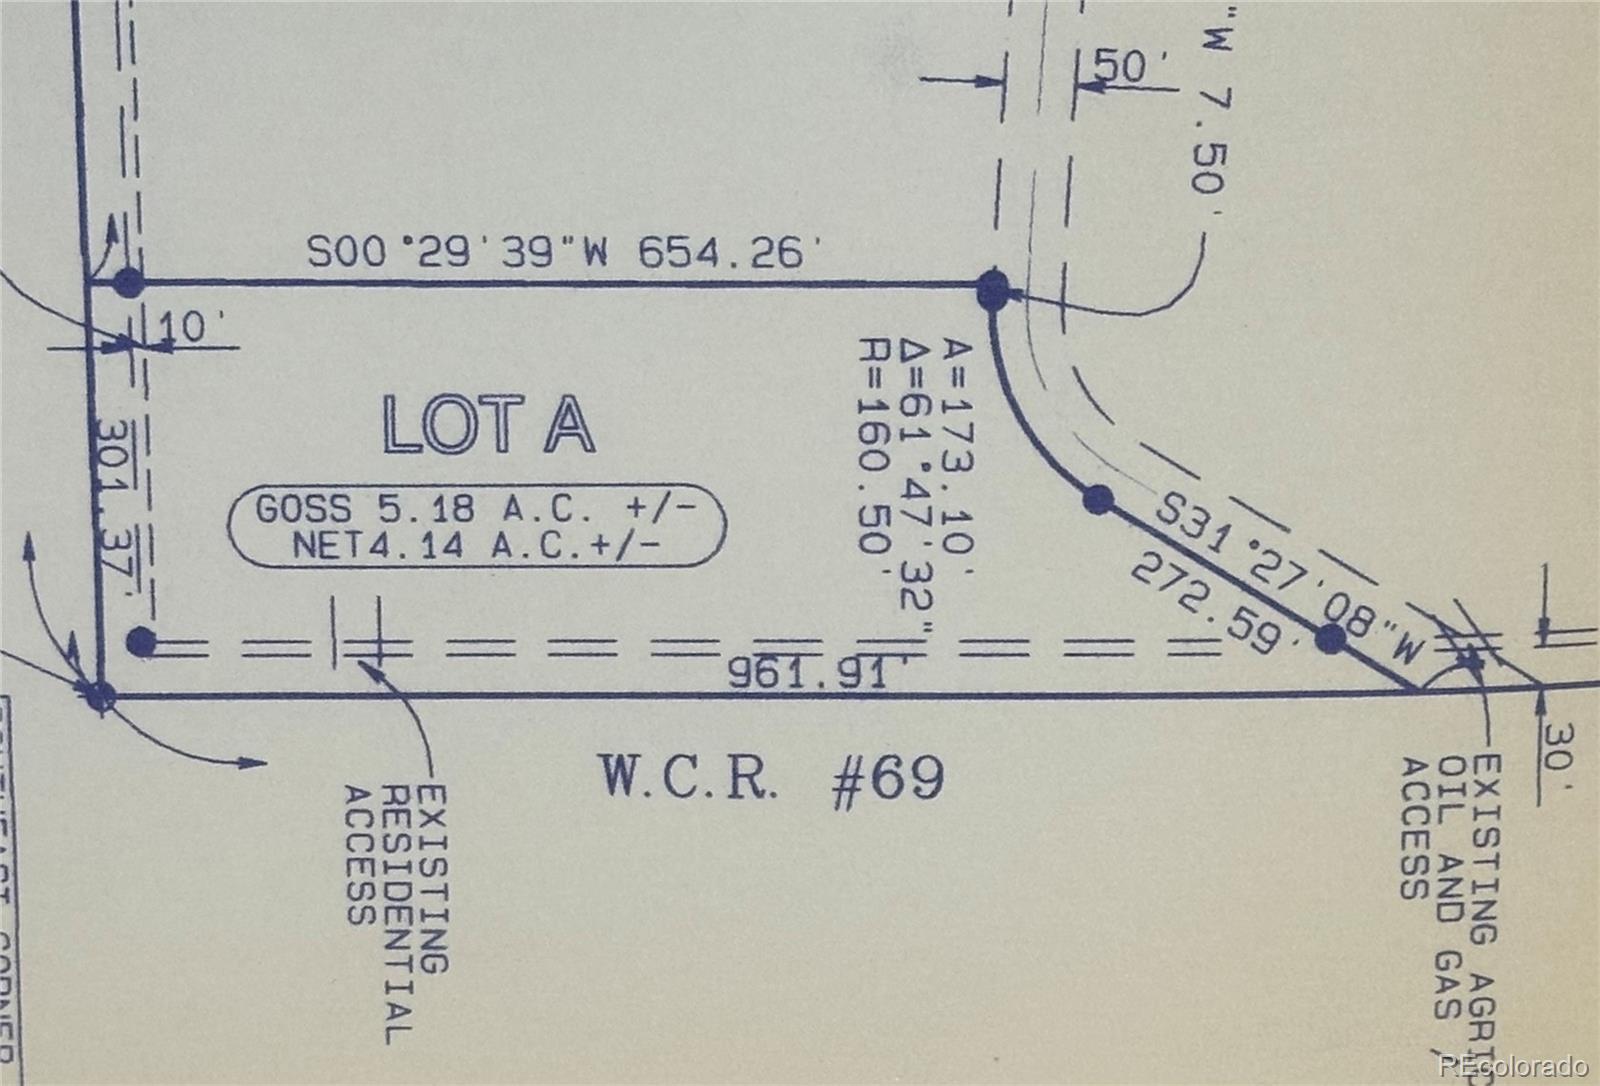 "W 7.50'
50'
S00°29'39"W 654.26'
10'
301.37'
LOT A
GOSS 5.18 A.C. +/-
NET4.14 A.C.+/-
A=173.10'
Δ=61°47'32"
R=160.50'
S31°27'08"W
272.59'
961.91'
W.C.R. #69
30'
EXISTING
RESIDENTIAL
ACCESS
EXISTING AGRI
OIL AND GAS
ACCESS
CORNER
REcolorado